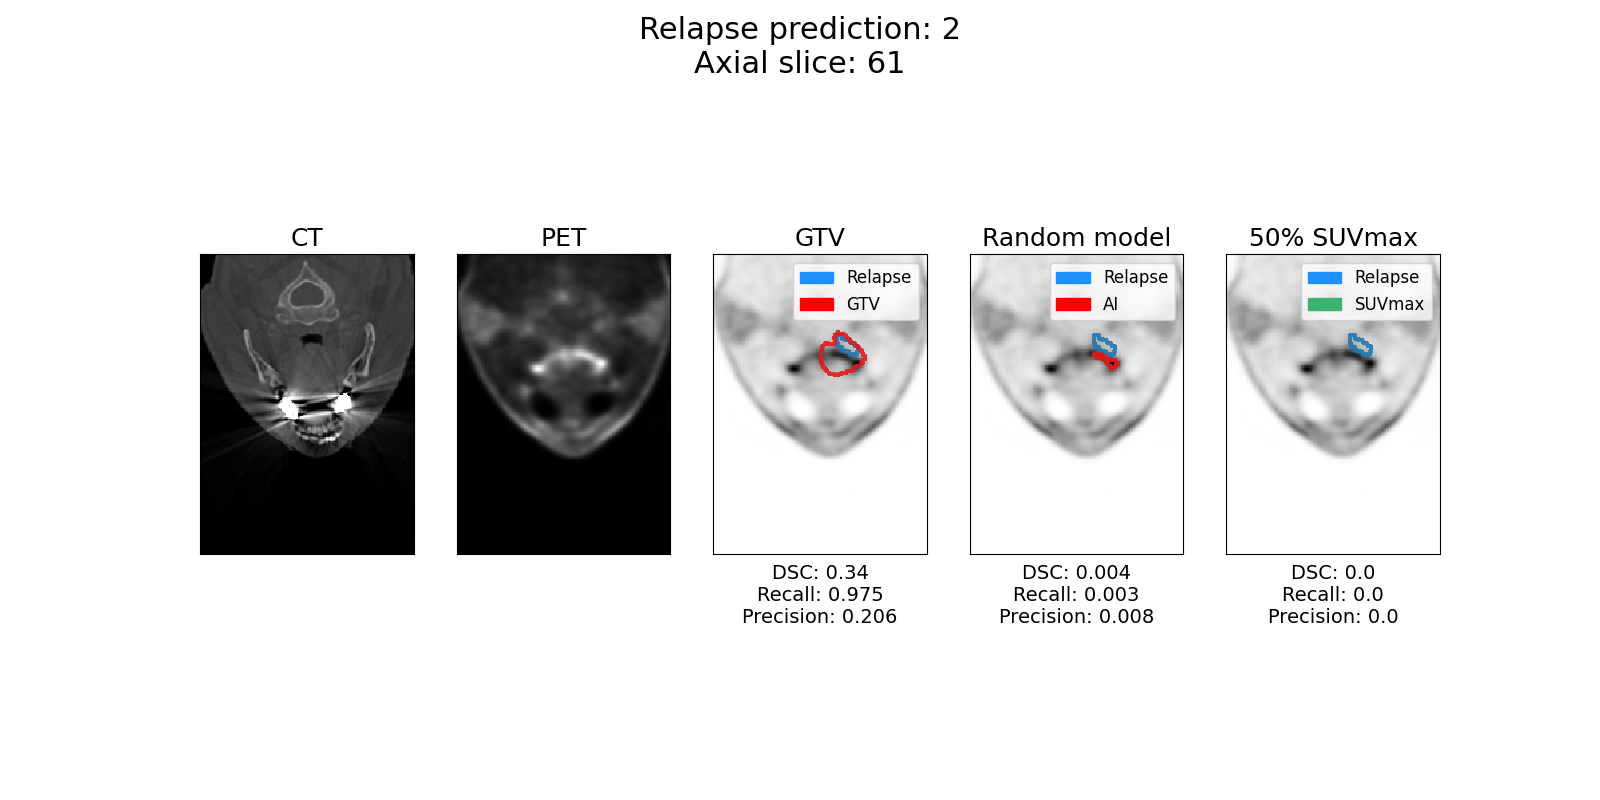 Relapse prediction: 2
Axial slice: 61
CT
PET
GTV
Random model
50% SUVmax
Relapse
GTV
Relapse
AI
Relapse
SUVmax
DSC: 0.34
Recall: 0.975
Precision: 0.206
DSC: 0.004
Recall: 0.003
Precision: 0.008
DSC: 0.0
Recall: 0.0
Precision: 0.0